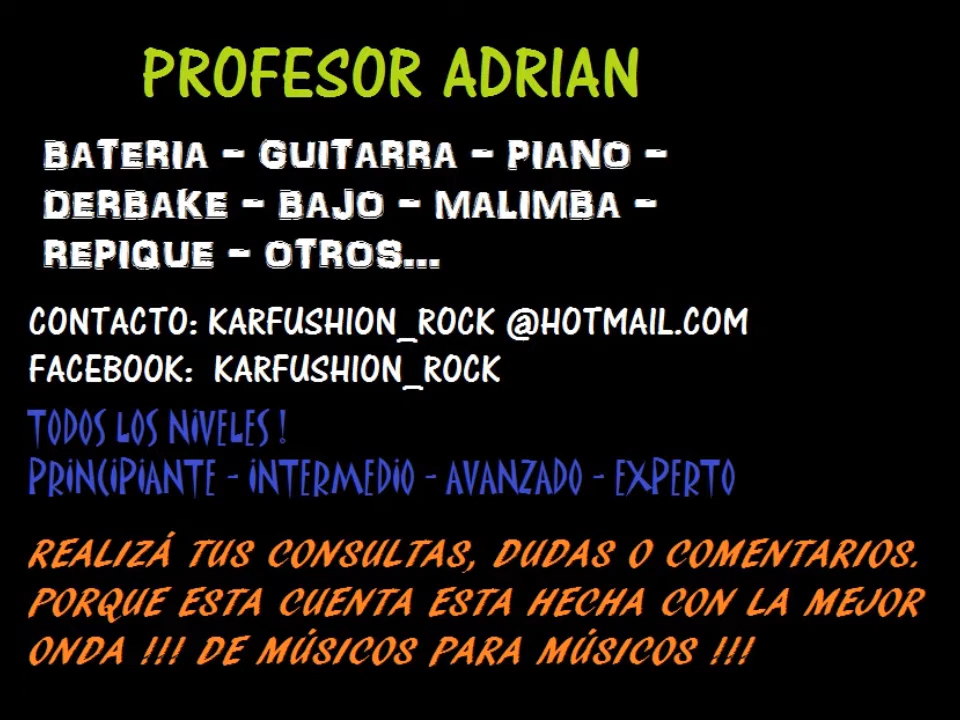 PROFESOR ADRIAN
BATERIA - GUITARRA - PIANO -
DERBAKE - BAJO - MALIMBA -
REPIQUE - OTROS...
CONTACTO: KARFUSHION_ROCK @HOTMAIL.COM
FACEBOOK: KARFUSHION_ROCK
TODOS LOS NIVELES !
PRINCIPIANTE - INTERMEDIO - AVANZADO - EXPERTO
REALIZÁ TUS CONSULTAS, DUDAS O COMENTARIOS.
PORQUE ESTA CUENTA ESTA HECHA CON LA MEJOR
ONDA !!! DE MÚSICOS PARA MÚSICOS !!!